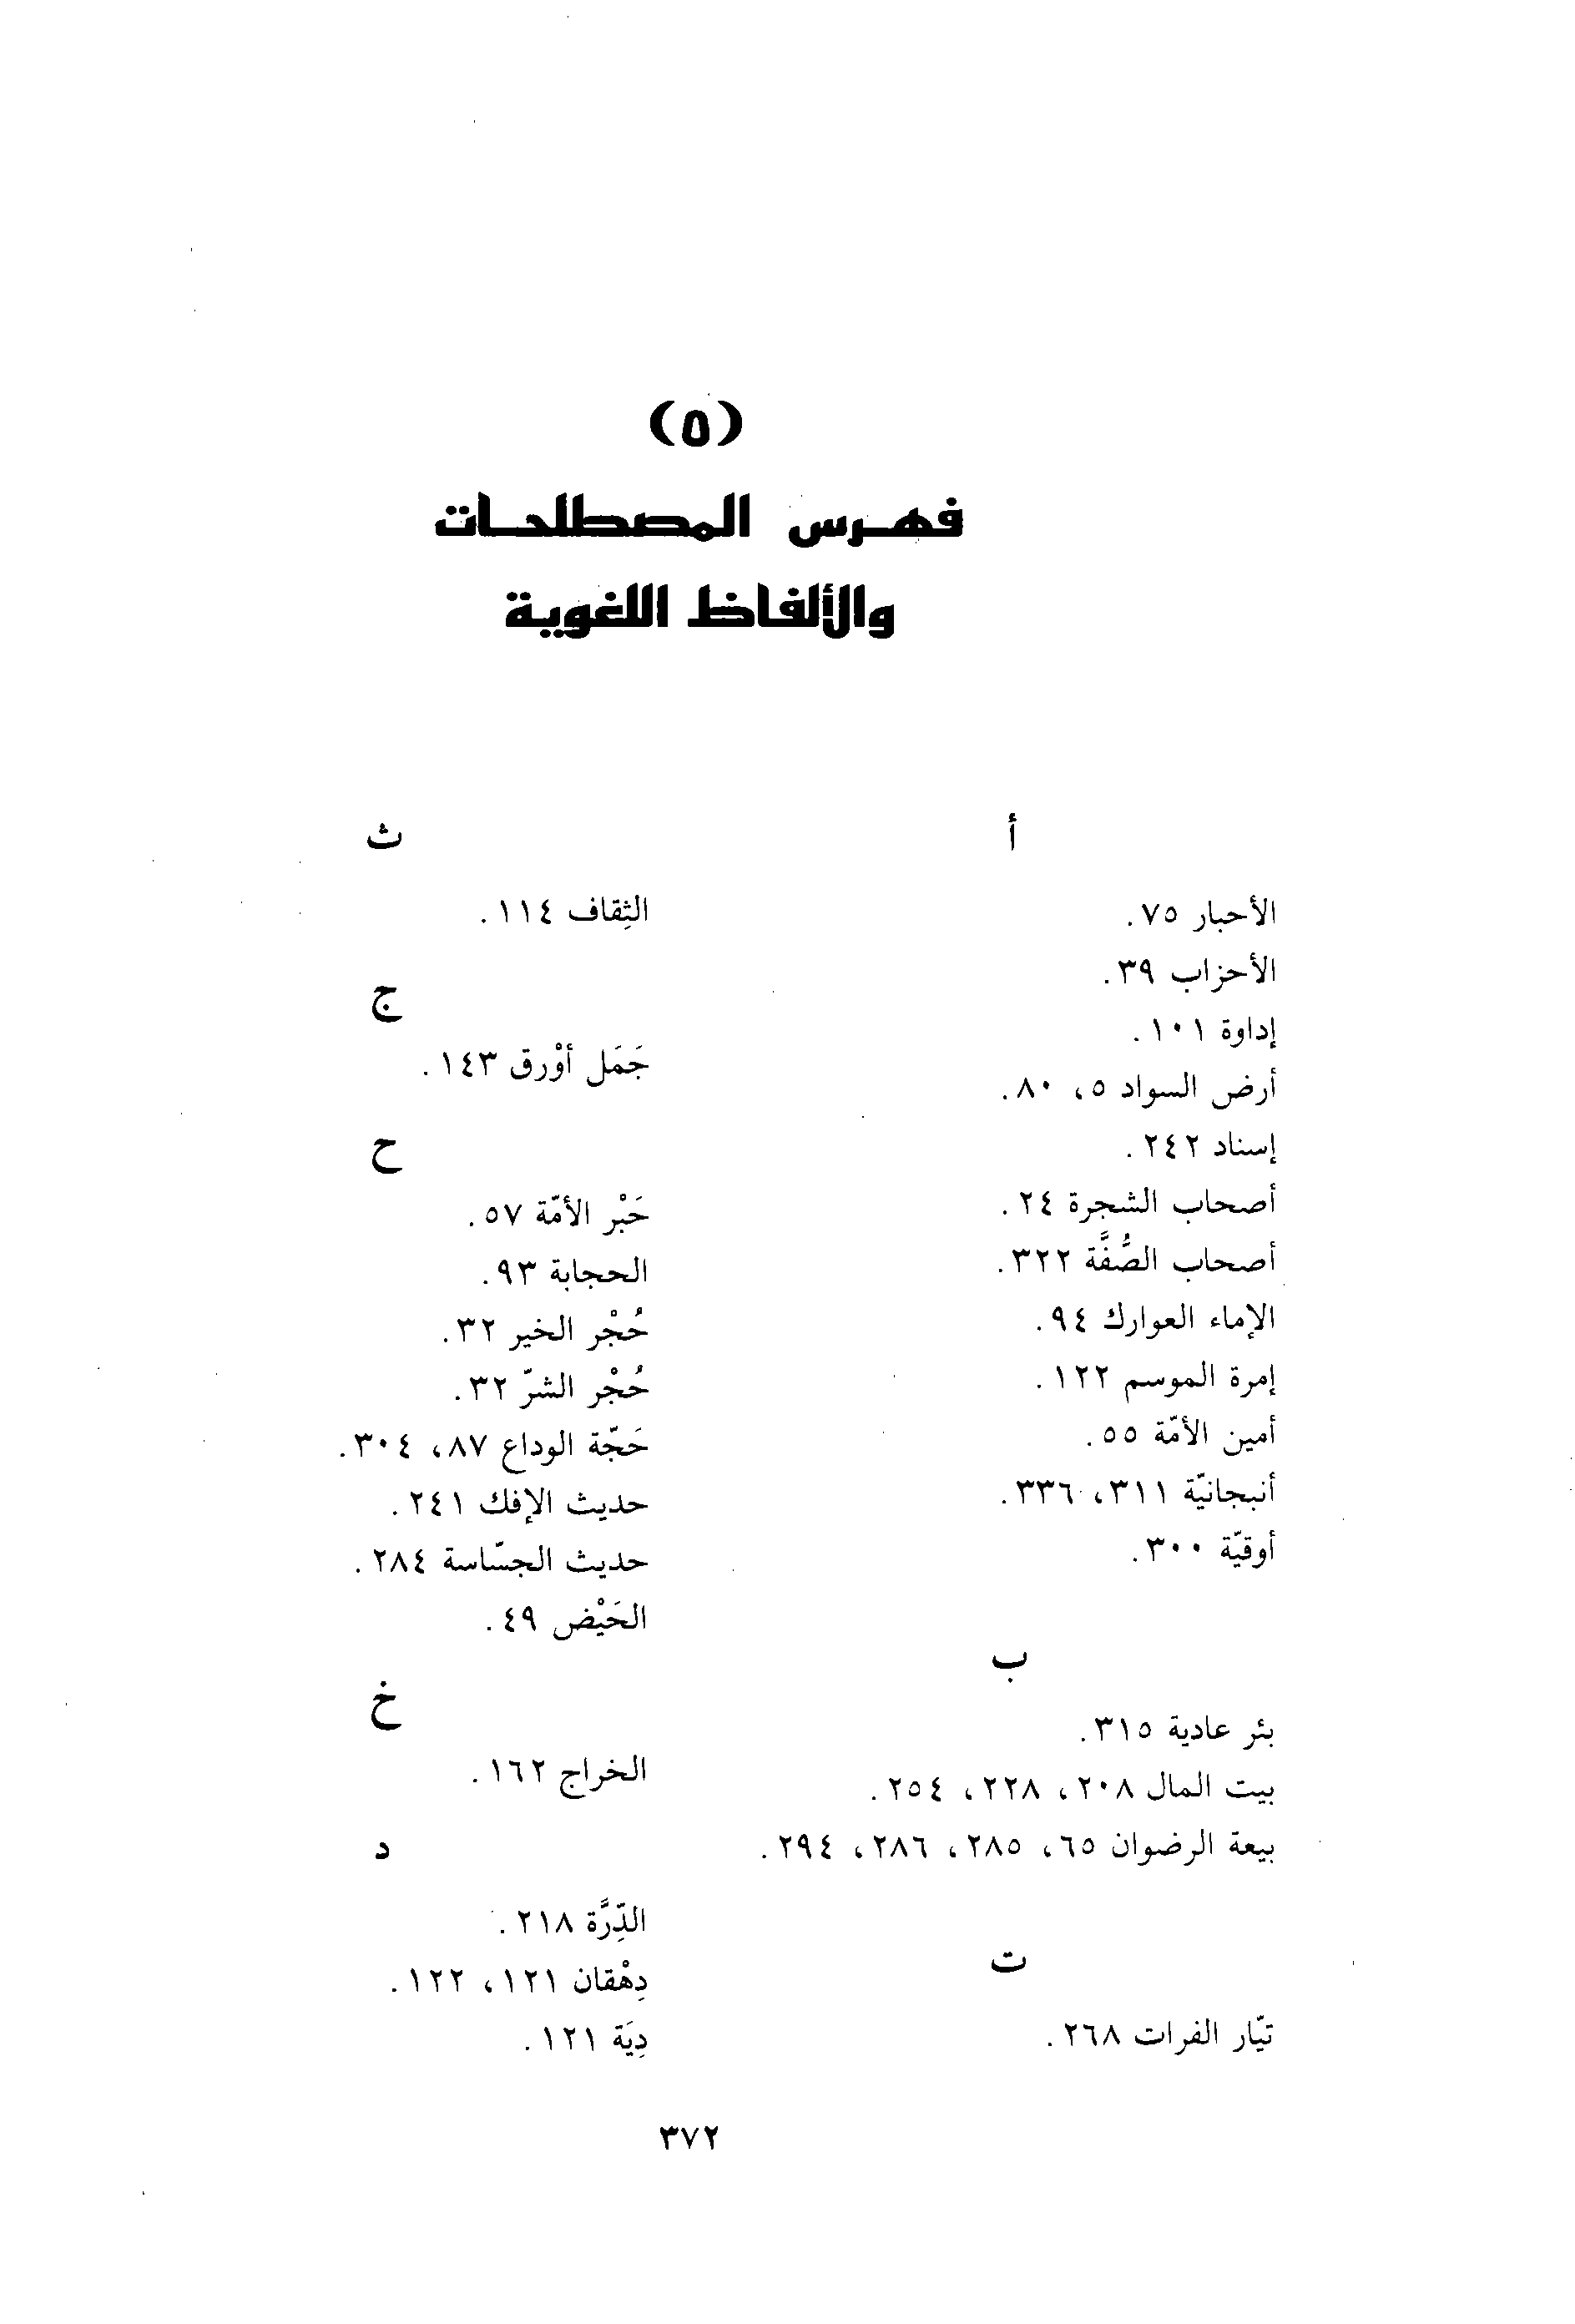 (٥)
فهرس المصطلحات
والألفاظ اللغوية
أ
الأحبار ٧٥.
الأحزاب ٣٩.
إداوة ١٠١.
أرض السواد ٥، ٨٠.
إسناد ٢٤٢.
أصحاب الشجرة ٢٤.
أصحاب الصُّفَّة ٣٢٢.
الإماء العوارك ٩٤.
إمرة الموسم ١٢٢.
أمين الأمّة ٥٥.
أنبجانيّة ٣١١، ٣٣٦.
أوقيّة ٣٠٠.
ب
بئر عادية ٣١٥.
بيت المال ٢٠٨، ٢٢٨، ٢٥٤.
بيعة الرضوان ٦٥، ٢٨٥، ٢٨٦، ٢٩٤.
ت
تيّار الفرات ٢٦٨.
ث
الثِقاف ١١٤.
ج
جَمَل أوْرق ١٤٣.
ح
حَبْر الأمّة ٥٧.
الحجابة ٩٣.
حُجْر الخير ٣٢.
حُجْر الشرّ ٣٢.
حَجّة الوداع ٨٧، ٣٠٤.
حديث الإفك ٢٤١.
حديث الجسّاسة ٢٨٤.
الحَيْض ٤٩.
خ
الخراج ١٦٢.
د
الدِّرَّة ٢١٨.
دِهْقان ١٢١، ١٢٢.
دِيَة ١٢١.
٣٧٢